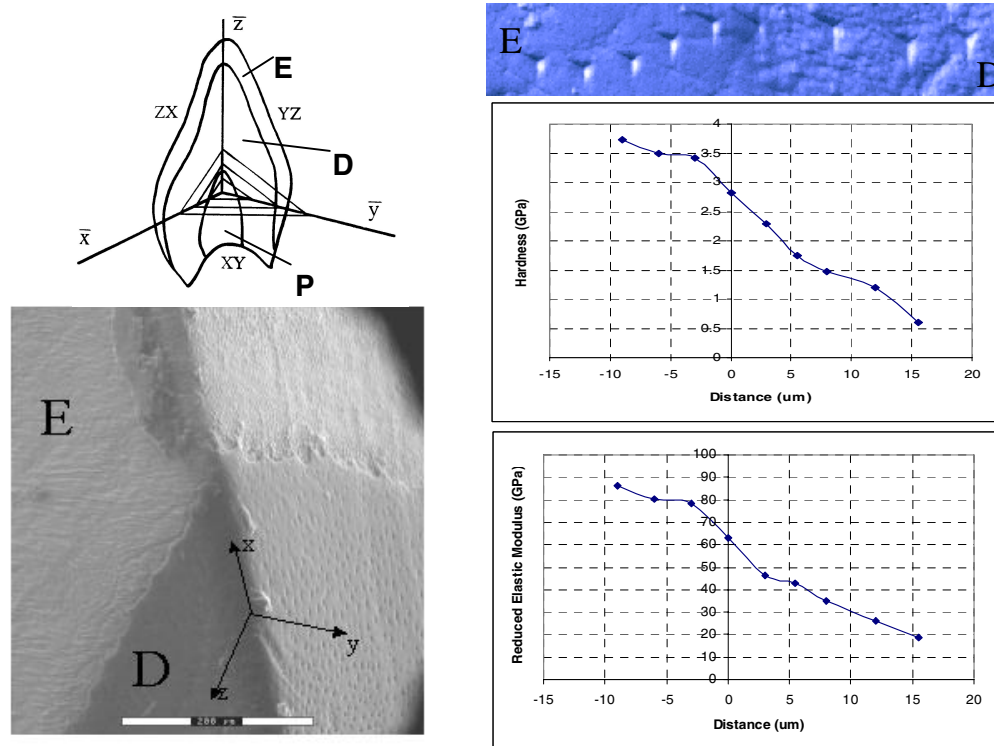 z
E
ZX
YZ
D
y
x
XY
P
E
D
x
y
z
E
D
4
3.5
3
2.5
2
1.5
1
0.5
0
Hardness (GPa)
-15 -10 -5 0 5 10 15 20
Distance (um)
100
90
80
70
60
50
40
30
20
10
0
Reduced Elastic Modulus (GPa)
-15 -10 -5 0 5 10 15 20
Distance (um)